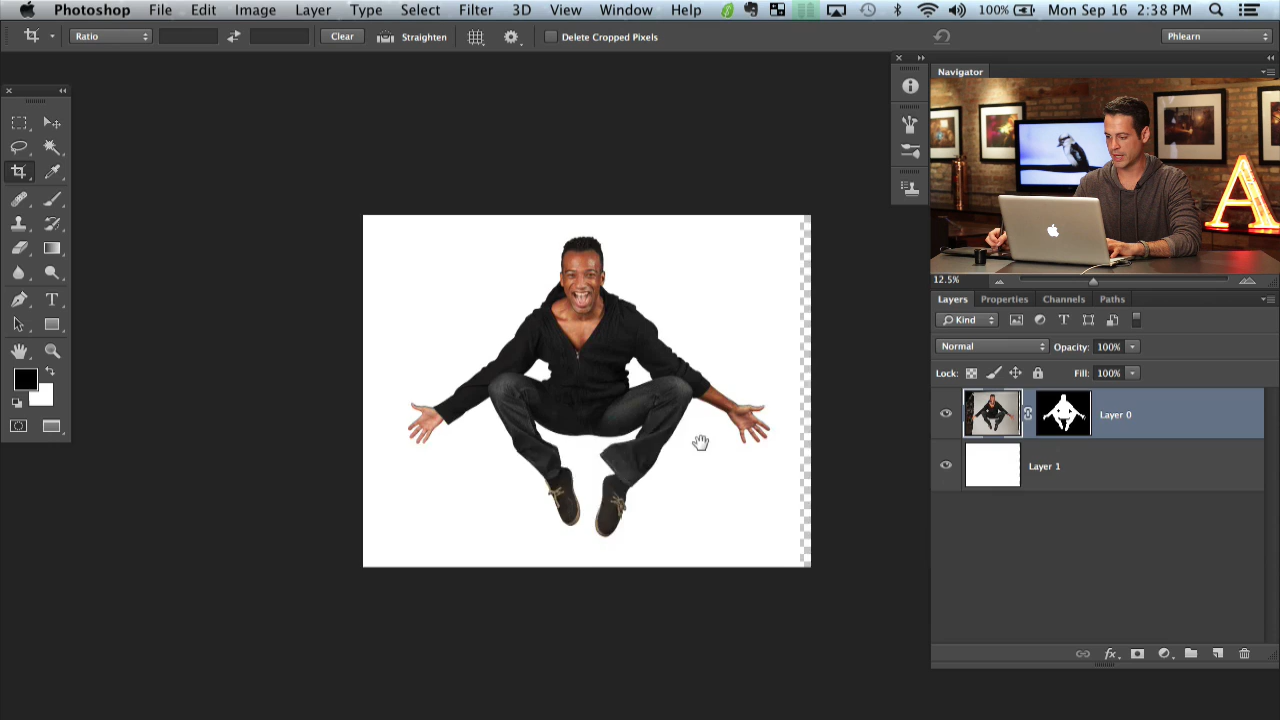 Photoshop File Edit Image Layer Type Select Filter 3D View Window Help 100% Mon Sep 16 2:38 PM
Ratio Clear Straighten Delete Cropped Pixels Phlearn
Navigator
A
12.5%
Layers Properties Channels Paths
Kind T
Normal Opacity: 100%
Lock: Fill: 100%
Layer 0
Layer 1
fx